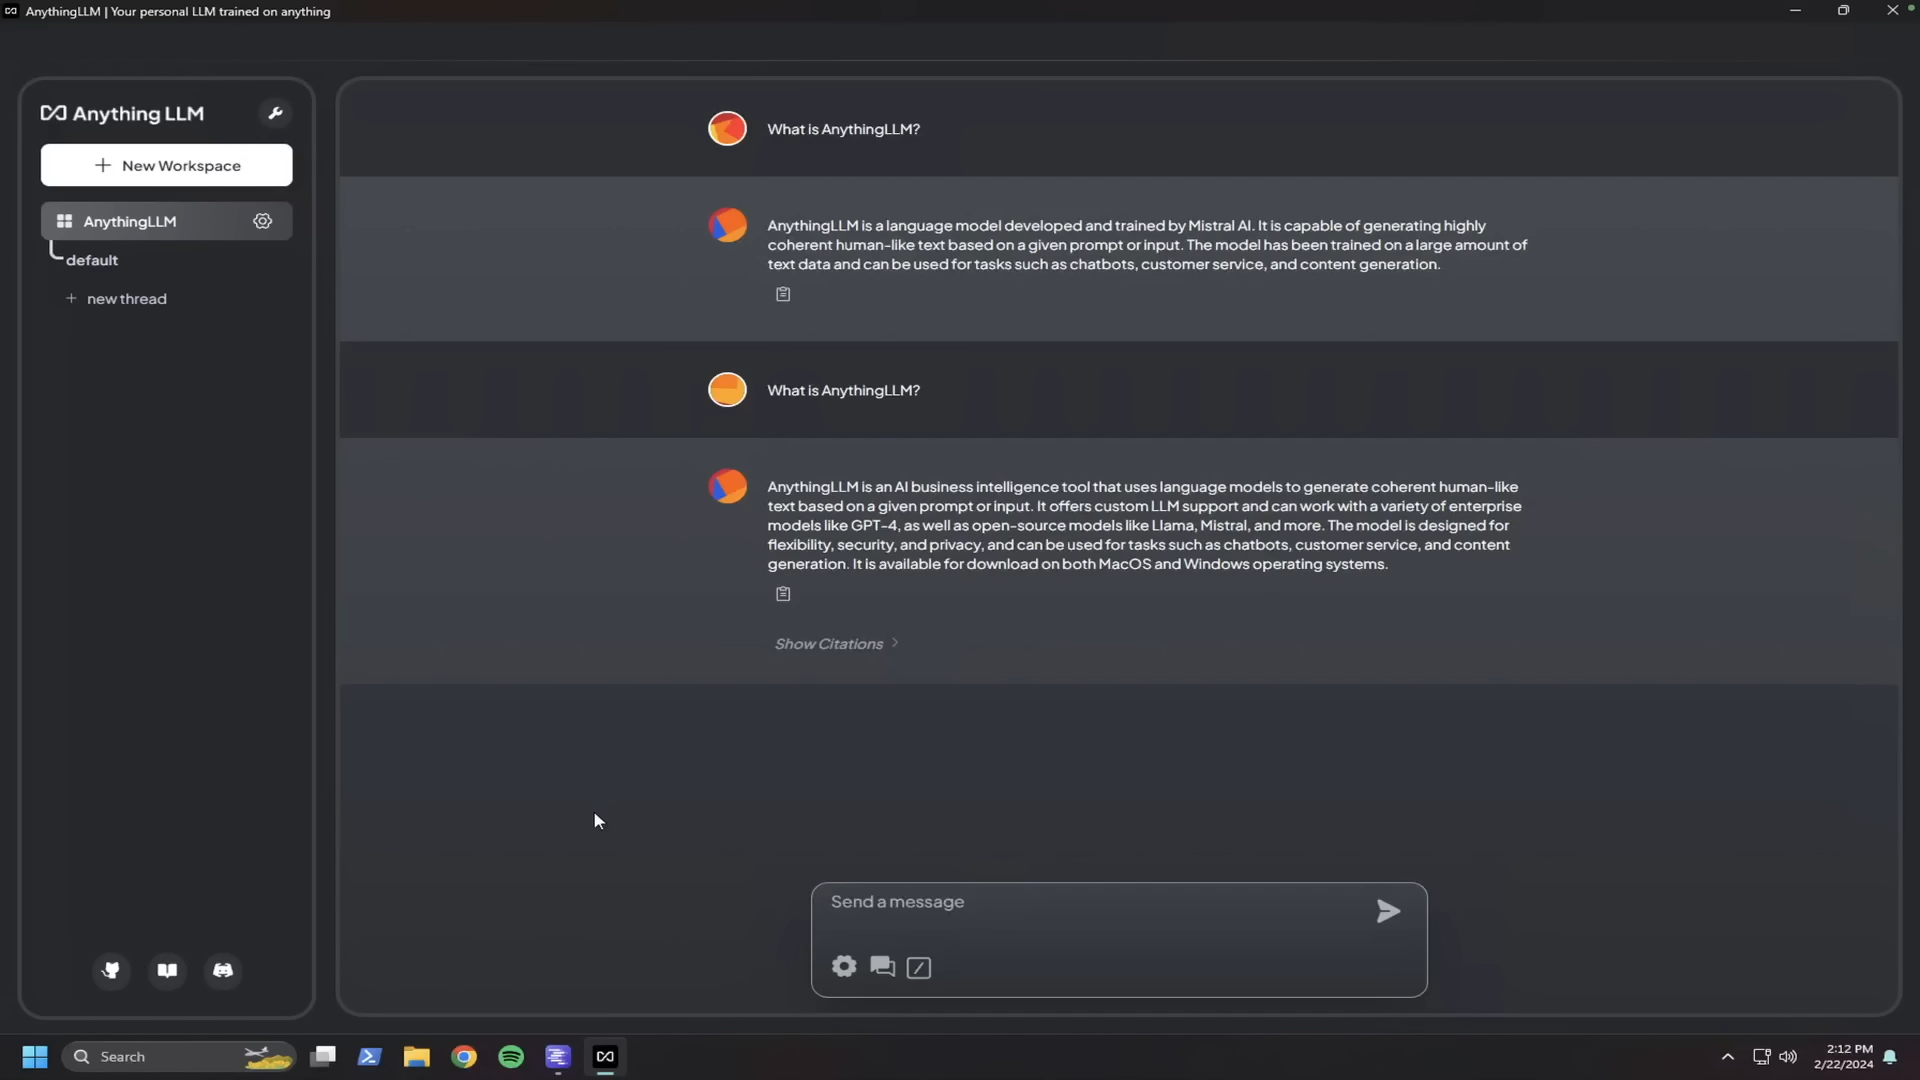 AnythingLLM | Your personal LLM trained on anything
Anything LLM
New Workspace
AnythingLLM
default
+ new thread
What is AnythingLLM?
AnythingLLM is a language model developed and trained by Mistral AI. It is capable of generating highly
coherent human-like text based on a given prompt or input. The model has been trained on a large amount of
text data and can be used for tasks such as chatbots, customer service, and content generation.
What is AnythingLLM?
AnythingLLM is an AI business intelligence tool that uses language models to generate coherent human-like
text based on a given prompt or input. It offers custom LLM support and can work with a variety of enterprise
models like GPT-4, as well as open-source models like Llama, Mistral, and more. The model is designed for
flexibility, security, and privacy, and can be used for tasks such as chatbots, customer service, and content
generation. It is available for download on both MacOS and Windows operating systems.
Show Citations
Send a message
Search
2:12 PM
2/22/2024